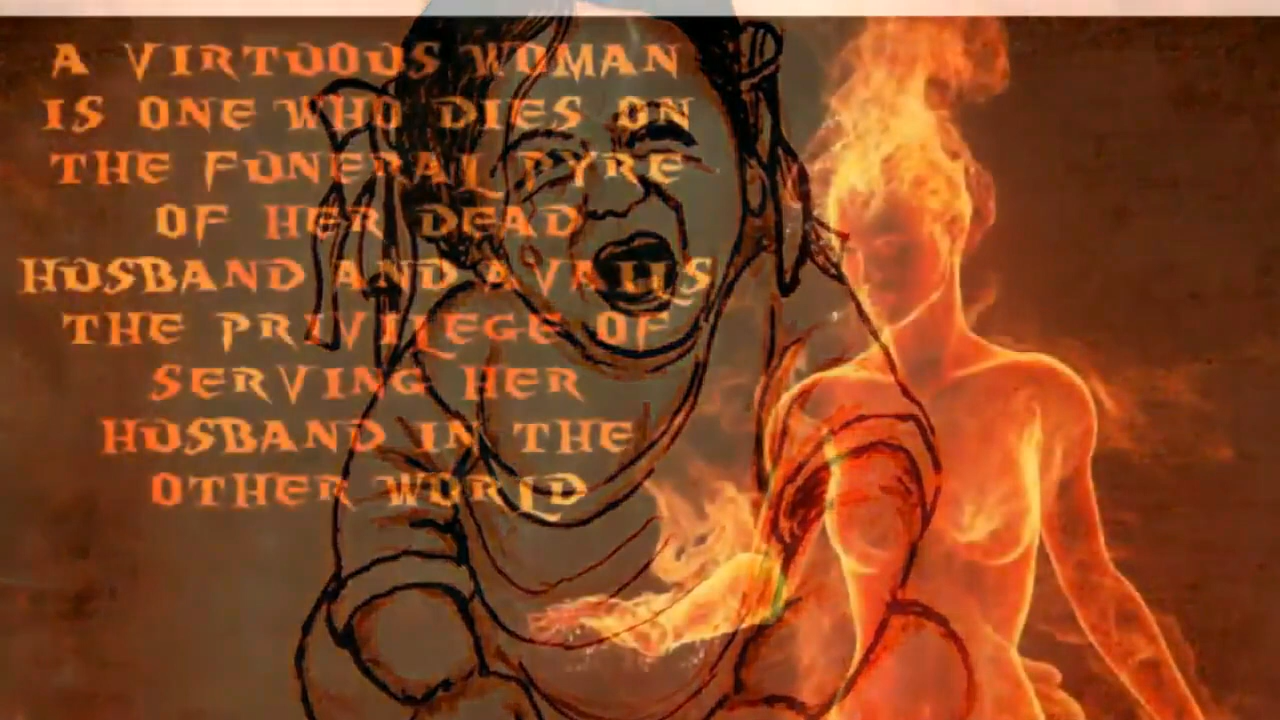 A VIRTUOUS WOMAN
IS ONE WHO DIES ON
THE FUNERAL PYRE
OF HER DEAD
HUSBAND AND AVAILS
THE PRIVILEGE OF
SERVING HER
HUSBAND IN THE
OTHER WORLD